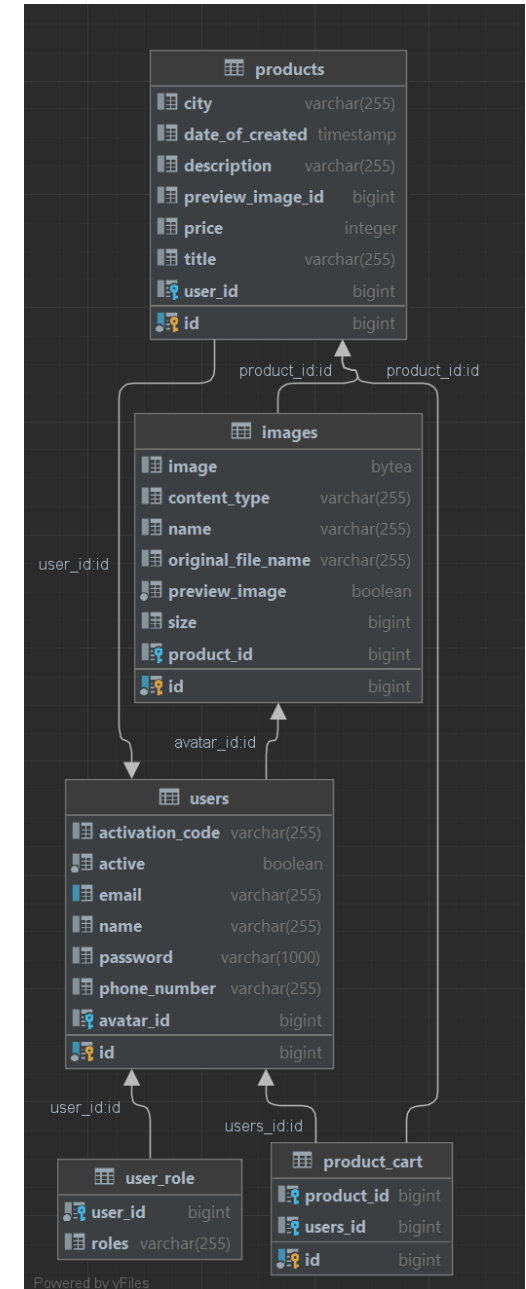 products
city varchar(255)
date_of_created timestamp
description varchar(255)
preview_image_id bigint
price integer
title varchar(255)
user_id bigint
id bigint
product_id:id product_id:id
images
image bytea
content_type varchar(255)
name varchar(255)
original_file_name varchar(255)
user_id:id
preview_image boolean
size bigint
product_id bigint
id bigint
avatar_id:id
users
activation_code varchar(255)
active boolean
email varchar(255)
name varchar(255)
password varchar(1000)
phone_number varchar(255)
avatar_id bigint
id bigint
user_id:id
users_id:id
user_role
user_id bigint
roles varchar(255)
product_cart
product_id bigint
users_id bigint
id bigint
Powered by yFiles